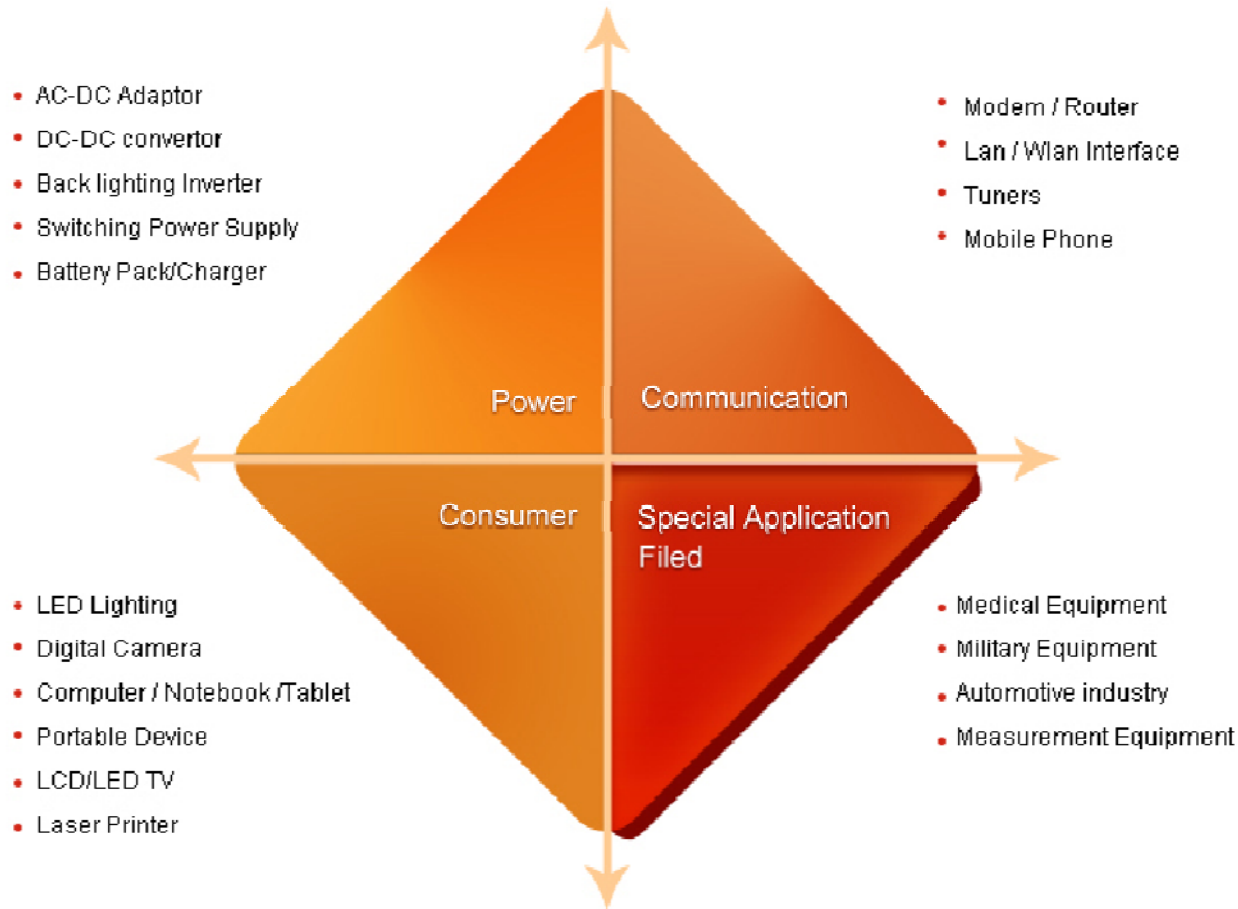 • AC-DC Adaptor
• DC-DC convertor
• Back lighting Inverter
• Switching Power Supply
• Battery Pack/Charger
• Modem / Router
• Lan / Wlan Interface
• Tuners
• Mobile Phone
Power
Communication
Consumer
Special Application
Filed
• LED Lighting
• Digital Camera
• Computer / Notebook /Tablet
• Portable Device
• LCD/LED TV
• Laser Printer
• Medical Equipment
• Military Equipment
• Automotive industry
• Measurement Equipment